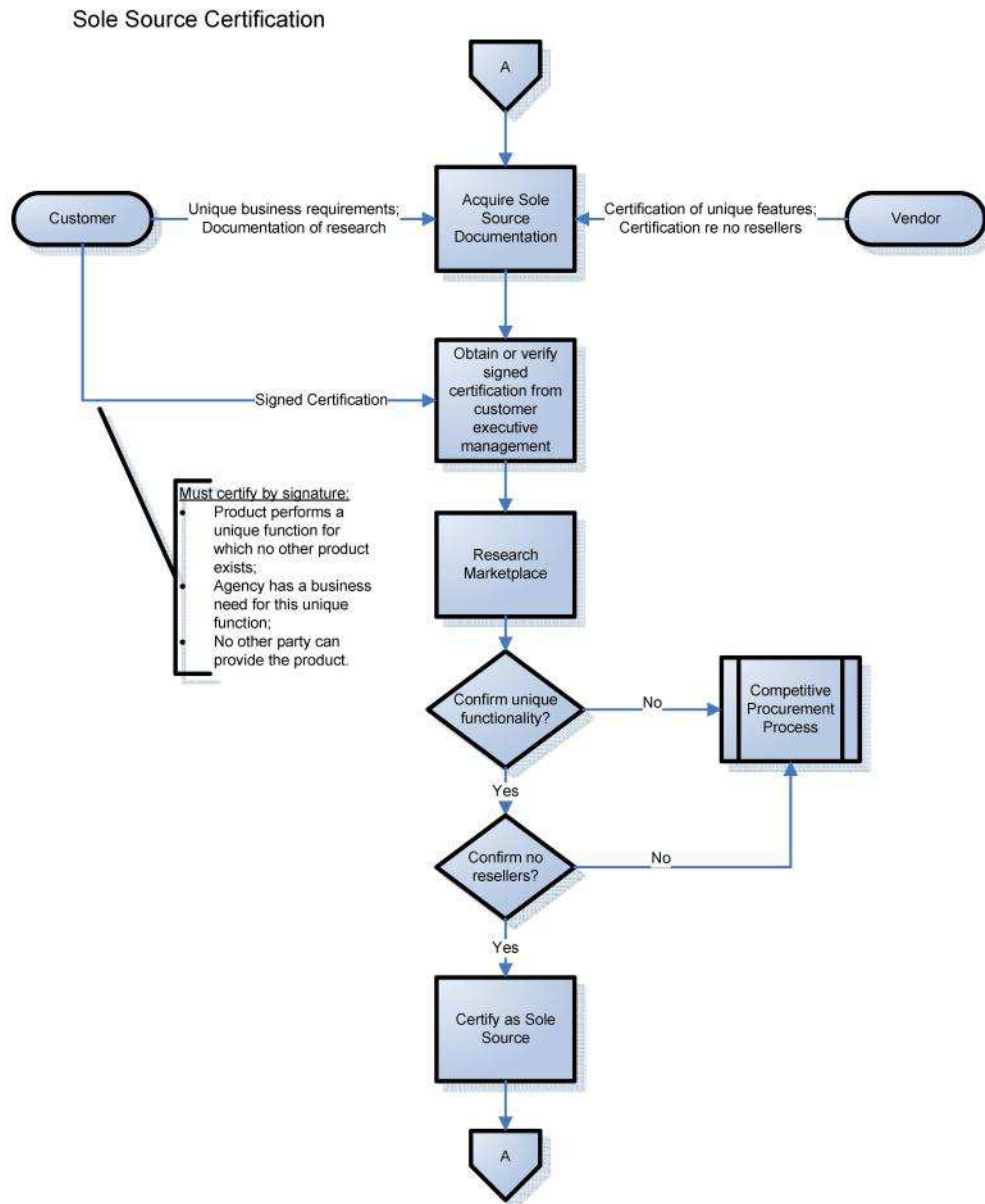 Sole Source Certification
A
Customer
Unique business requirements;
Documentation of research
Acquire Sole
Source
Documentation
Certification of unique features;
Certification re no resellers
Vendor
Obtain or verify
signed
certification from
customer
executive
management
Signed Certification
Must certify by signature:
• Product performs a
unique function for
which no other product
exists;
• Agency has a business
need for this unique
function;
• No other party can
provide the product.
Research
Marketplace
Confirm unique
functionality?
No
Competitive
Procurement
Process
Yes
Confirm no
resellers?
No
Yes
Certify as Sole
Source
A